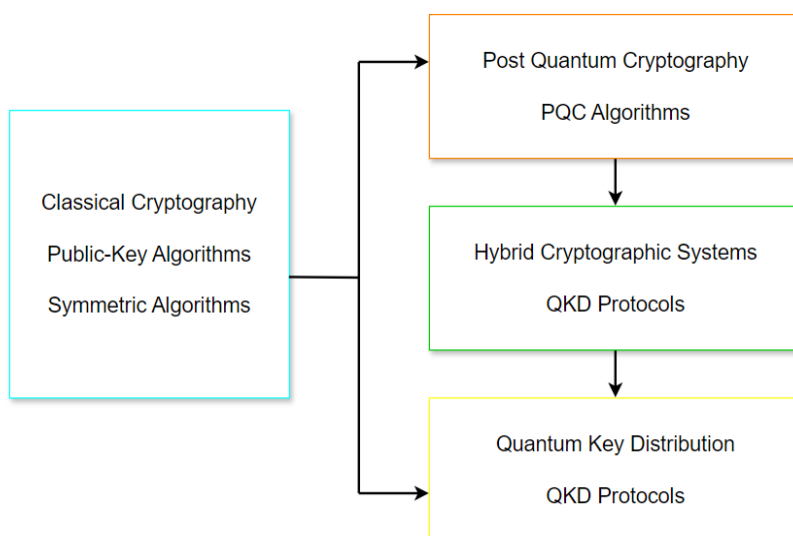 Classical Cryptography
Public-Key Algorithms
Symmetric Algorithms
Post Quantum Cryptography
PQC Algorithms
Hybrid Cryptographic Systems
QKD Protocols
Quantum Key Distribution
QKD Protocols